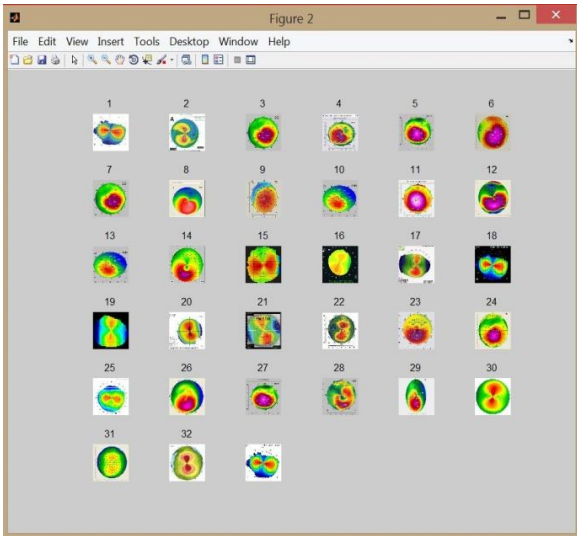 Figure 2
File Edit View Insert Tools Desktop Window Help
1 2 3 4 5 6
7 8 9 10 11 12
13 14 15 16 17 18
19 20 21 22 23 24
25 26 27 28 29 30
31 32
A